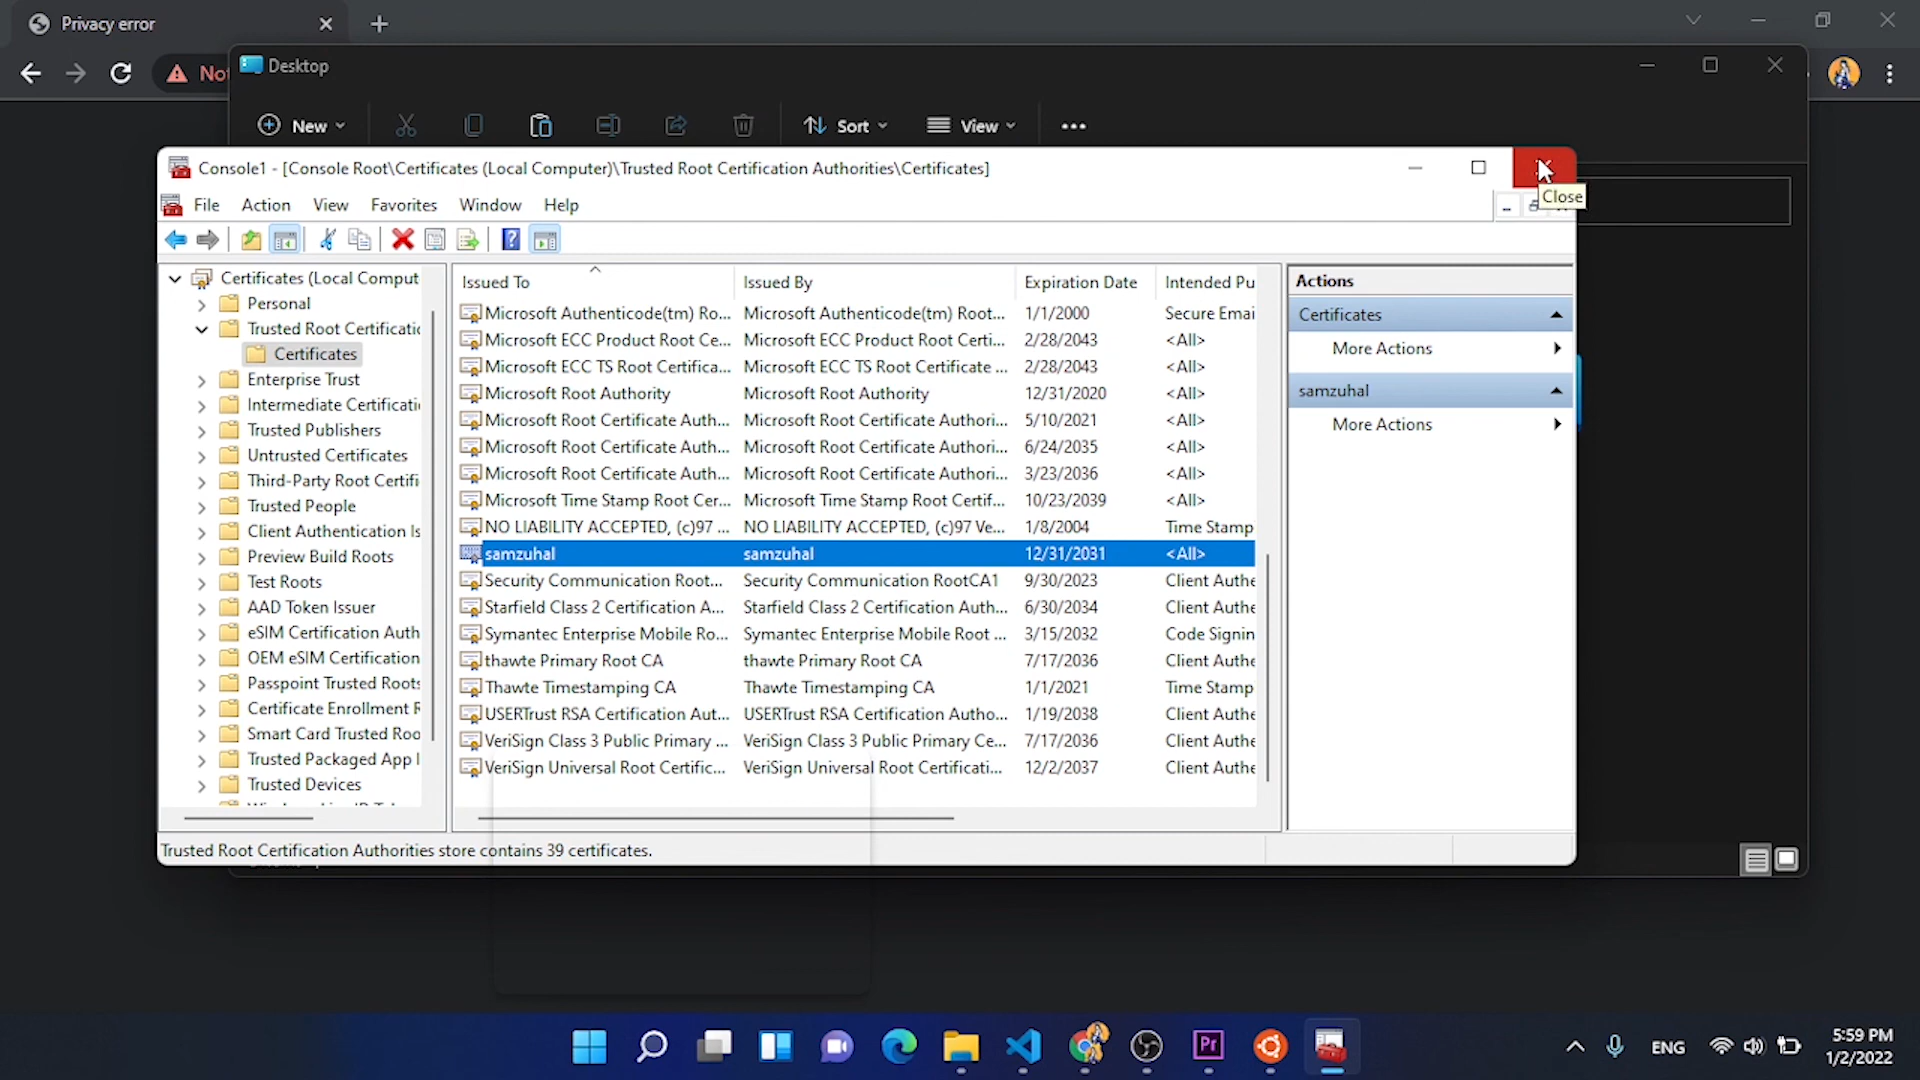 Privacy error
Not
Desktop
New
Sort
View
Console1 - [Console Root\Certificates (Local Computer)\Trusted Root Certification Authorities\Certificates]
Close
File Action View Favorites Window Help
Certificates (Local Comput
Personal
Trusted Root Certificatio
Certificates
Enterprise Trust
Intermediate Certificati
Trusted Publishers
Untrusted Certificates
Third-Party Root Certifi
Trusted People
Client Authentication Is
Preview Build Roots
Test Roots
AAD Token Issuer
eSIM Certification Auth
OEM eSIM Certification
Passpoint Trusted Roots
Certificate Enrollment R
Smart Card Trusted Roo
Trusted Packaged App I
Trusted Devices
Issued To Issued By Expiration Date Intended Pu
Microsoft Authenticode(tm) Ro... Microsoft Authenticode(tm) Root... 1/1/2000 Secure Emai
Microsoft ECC Product Root Ce... Microsoft ECC Product Root Certi... 2/28/2043 <All>
Microsoft ECC TS Root Certifica... Microsoft ECC TS Root Certificate ... 2/28/2043 <All>
Microsoft Root Authority Microsoft Root Authority 12/31/2020 <All>
Microsoft Root Certificate Auth... Microsoft Root Certificate Authori... 5/10/2021 <All>
Microsoft Root Certificate Auth... Microsoft Root Certificate Authori... 6/24/2035 <All>
Microsoft Root Certificate Auth... Microsoft Root Certificate Authori... 3/23/2036 <All>
Microsoft Time Stamp Root Cer... Microsoft Time Stamp Root Certif... 10/23/2039 <All>
NO LIABILITY ACCEPTED, (c)97 ... NO LIABILITY ACCEPTED, (c)97 Ve... 1/8/2004 Time Stamp
samzuhal samzuhal 12/31/2031 <All>
Security Communication Root... Security Communication RootCA1 9/30/2023 Client Authe
Starfield Class 2 Certification A... Starfield Class 2 Certification Auth... 6/30/2034 Client Authe
Symantec Enterprise Mobile Ro... Symantec Enterprise Mobile Root ... 3/15/2032 Code Signin
thawte Primary Root CA thawte Primary Root CA 7/17/2036 Client Authe
Thawte Timestamping CA Thawte Timestamping CA 1/1/2021 Time Stamp
USERTrust RSA Certification Aut... USERTrust RSA Certification Autho... 1/19/2038 Client Authe
VeriSign Class 3 Public Primary ... VeriSign Class 3 Public Primary Ce... 7/17/2036 Client Authe
VeriSign Universal Root Certific... VeriSign Universal Root Certificati... 12/2/2037 Client Authe
Actions
Certificates
More Actions
samzuhal
More Actions
Trusted Root Certification Authorities store contains 39 certificates.
Pr
ENG
5:59 PM
1/2/2022